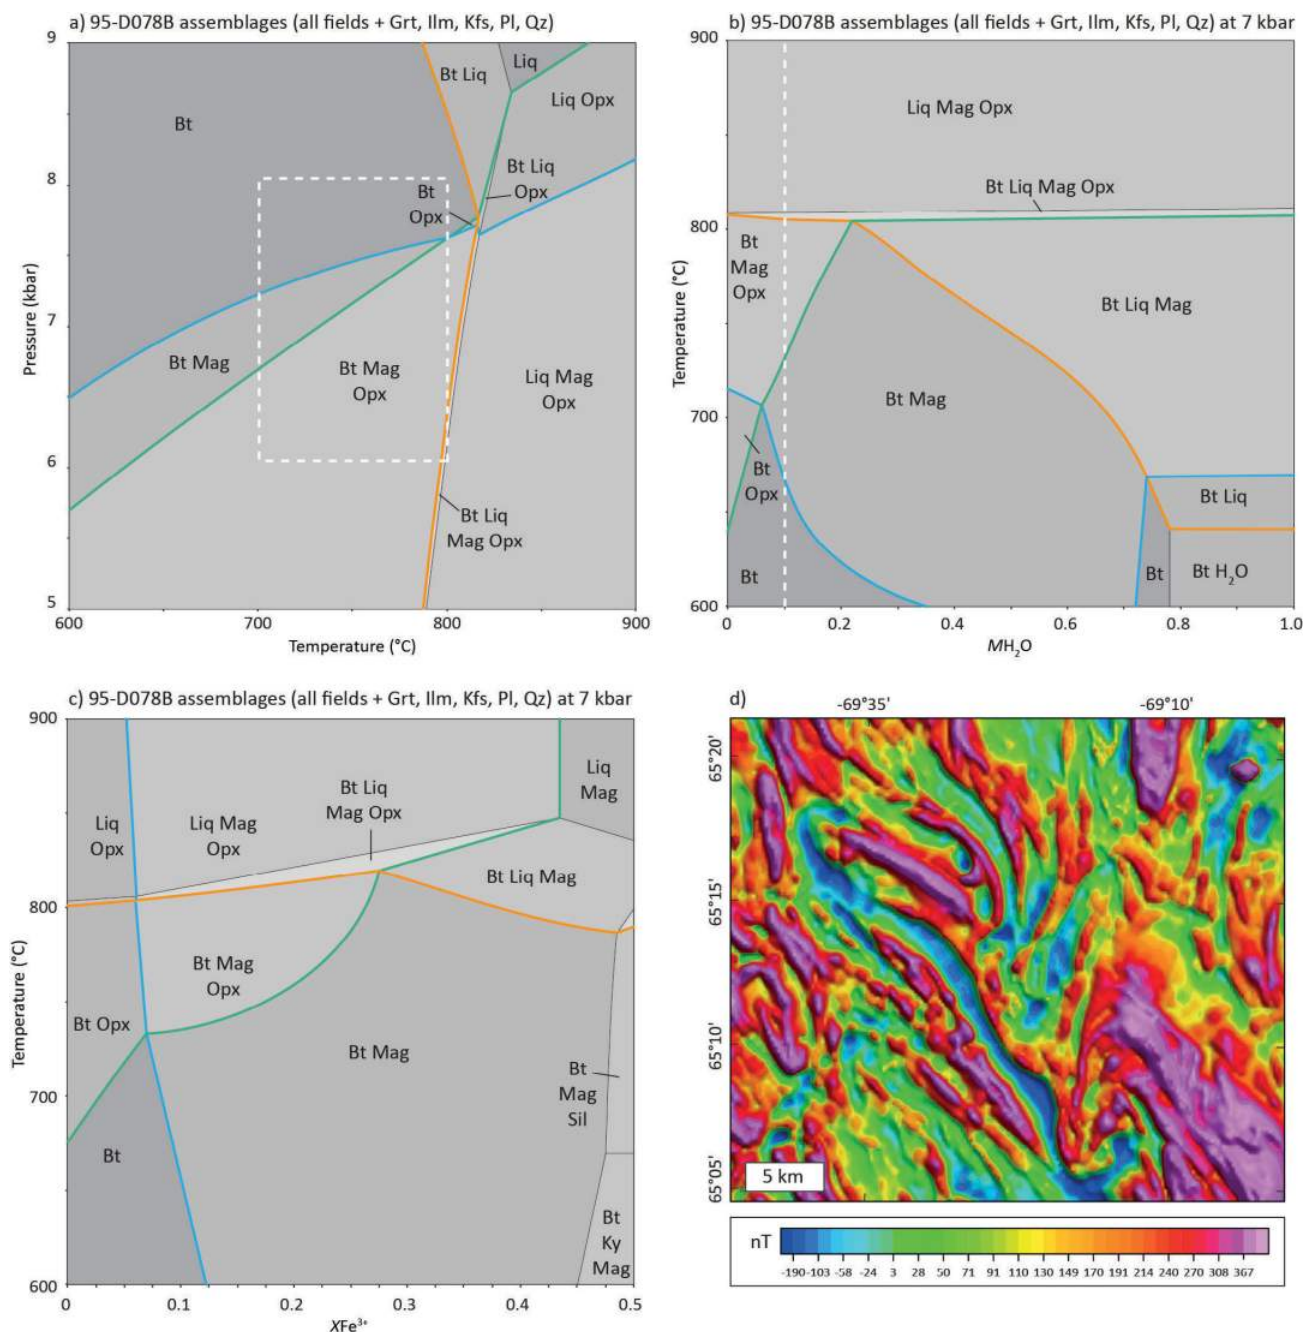 a) 95-D078B assemblages (all fields + Grt, Ilm, Kfs, Pl, Qz)
9
8
7
6
5
Pressure (kbar)
600
700
800
900
Temperature (°C)
Bt
Bt Liq
Liq
Liq Opx
Bt
Opx
Bt Liq
Opx
Bt Mag
Bt Mag
Opx
Liq Mag
Opx
Bt Liq
Mag Opx
b) 95-D078B assemblages (all fields + Grt, Ilm, Kfs, Pl, Qz) at 7 kbar
900
800
700
600
Temperature (°C)
0
0.2
0.4
0.6
0.8
1.0
MH₂O
Liq Mag Opx
Bt Liq Mag Opx
Bt
Mag
Opx
Bt Liq Mag
Bt Mag
Bt
Opx
Bt Liq
Bt
Bt
Bt H₂O
c) 95-D078B assemblages (all fields + Grt, Ilm, Kfs, Pl, Qz) at 7 kbar
900
800
700
600
Temperature (°C)
0
0.1
0.2
0.3
0.4
0.5
XFe³⁺
Liq
Opx
Liq Mag
Opx
Bt Liq
Mag Opx
Liq
Mag
Bt Liq Mag
Bt Mag
Opx
Bt Opx
Bt Mag
Bt
Mag
Sil
Bt
Bt
Ky
Mag
d)
-69°35'
-69°10'
65°20'
65°15'
65°10'
65°05'
5 km
nT
-190 -103 -58 -24 3 28 50 71 91 110 130 149 170 191 214 240 270 308 367